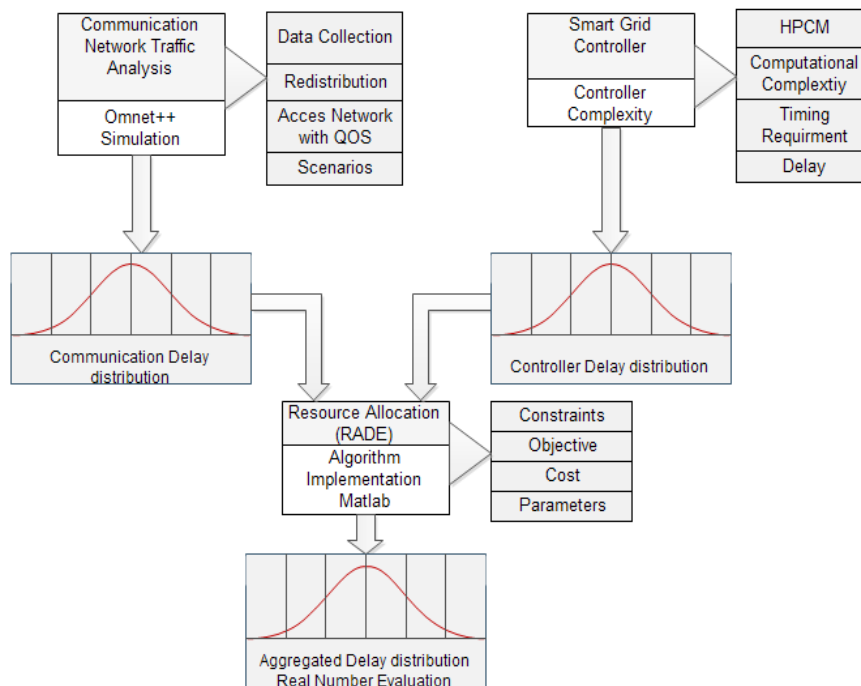 Communication
Network Traffic
Analysis
Omnet++
Simulation
Data Collection
Redistribution
Acces Network
with QOS
Scenarios
Smart Grid
Controller
Controller
Complexity
HPCM
Computational
Complextiy
Timing
Requirment
Delay
Communication Delay
distribution
Controller Delay distribution
Resource Allocation
(RADE)
Algorithm
Implementation
Matlab
Constraints
Objective
Cost
Parameters
Aggregated Delay distribution
Real Number Evaluation